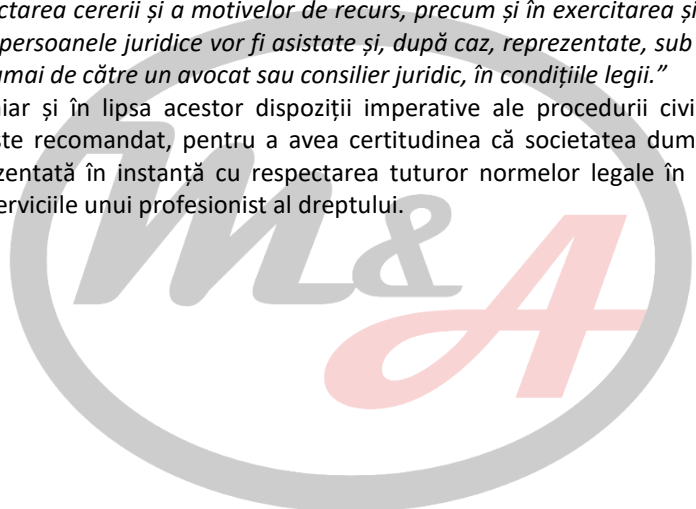 ctarea cererii și a motivelor de recurs, precum și în exercitarea și
persoanele juridice vor fi asistate și, după caz, reprezentate, sub
mai de către un avocat sau consilier juridic, în condițiile legii.”
iar și în lipsa acestor dispoziții imperative ale procedurii civi
ste recomandat, pentru a avea certitudinea că societatea dum
zentată în instanță cu respectarea tuturor normelor legale în
erviciile unui profesionist al dreptului.
M&A